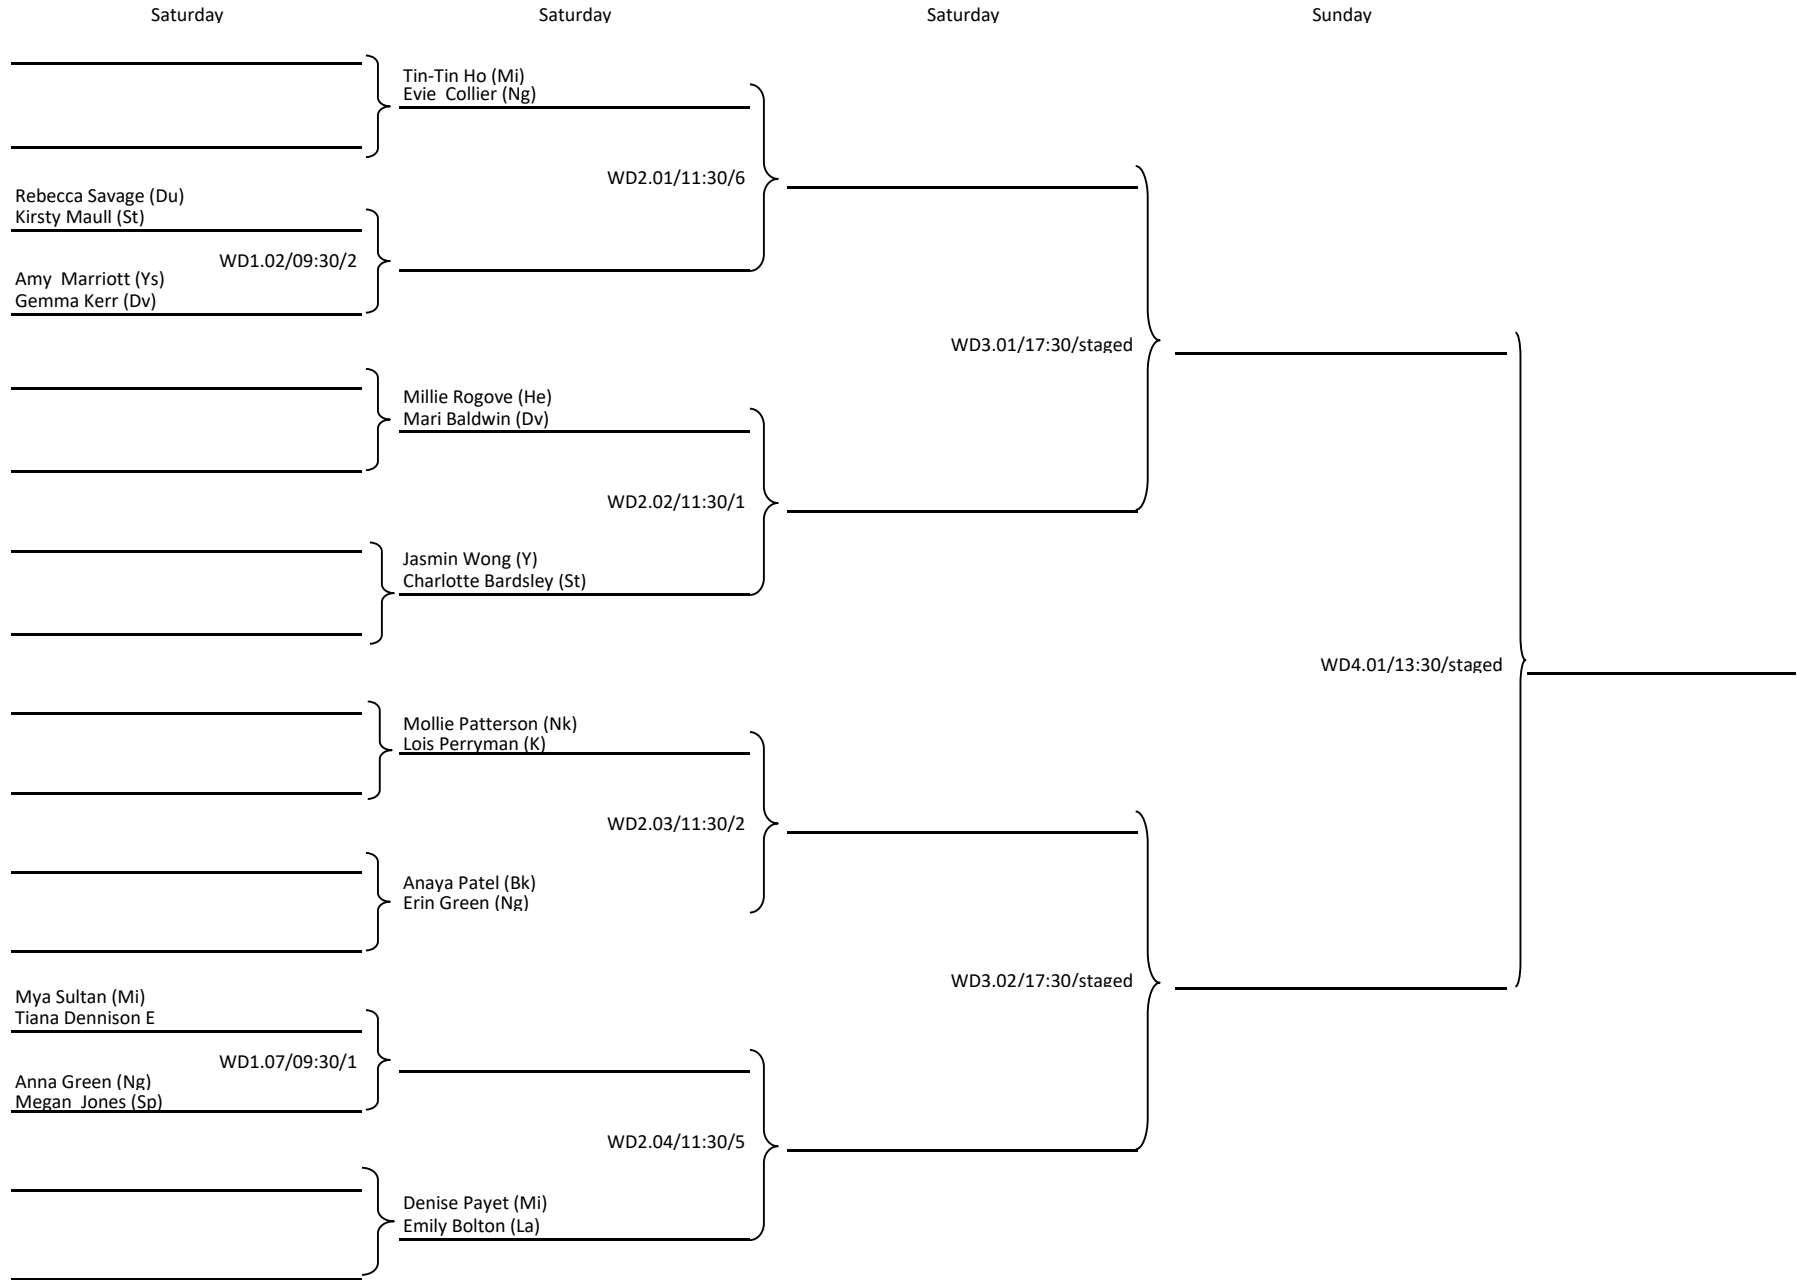 Saturday
Saturday
Saturday
Sunday
Tin-Tin Ho (Mi)
Evie  Collier (Ng)
WD2.01/11:30/6
Rebecca Savage (Du)
Kirsty Maull (St)
WD1.02/09:30/2
Amy  Marriott (Ys)
Gemma Kerr (Dv)
WD3.01/17:30/staged
Millie Rogove (He)
Mari Baldwin (Dv)
WD2.02/11:30/1
Jasmin Wong (Y)
Charlotte Bardsley (St)
WD4.01/13:30/staged
Mollie Patterson (Nk)
Lois Perryman (K)
WD2.03/11:30/2
Anaya Patel (Bk)
Erin Green (Ng)
WD3.02/17:30/staged
Mya Sultan (Mi)
Tiana Dennison E
WD1.07/09:30/1
Anna Green (Ng)
Megan  Jones (Sp)
WD2.04/11:30/5
Denise Payet (Mi)
Emily Bolton (La)